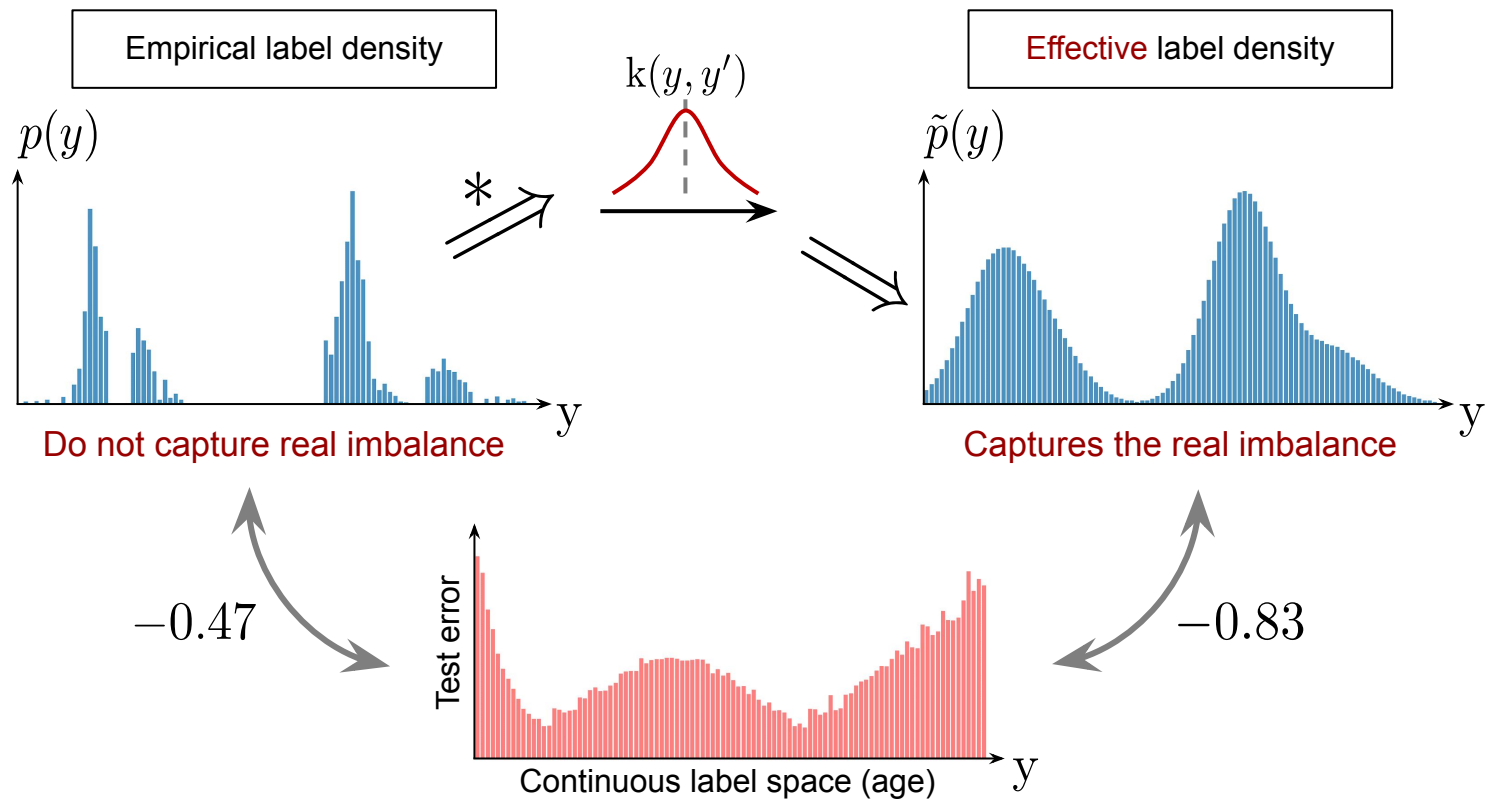 Empirical label density
Effective label density
k(y, y′)
p(y)
p̃(y)
*
y
y
Do not capture real imbalance
Captures the real imbalance
−0.47
−0.83
Test error
y
Continuous label space (age)